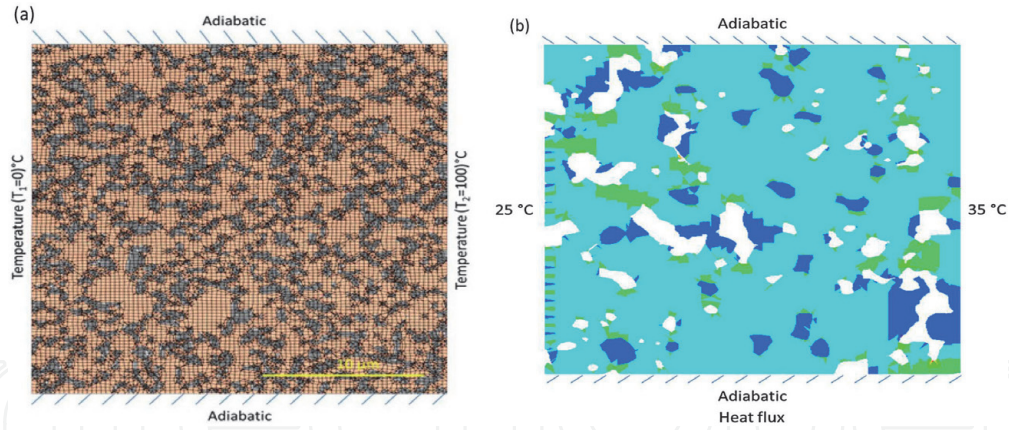 (a)
Adiabatic
Temperature (T₁=0)°C
Temperature (T₂=100)°C
Adiabatic
(b)
Adiabatic
25 °C
35 °C
Adiabatic
Heat flux